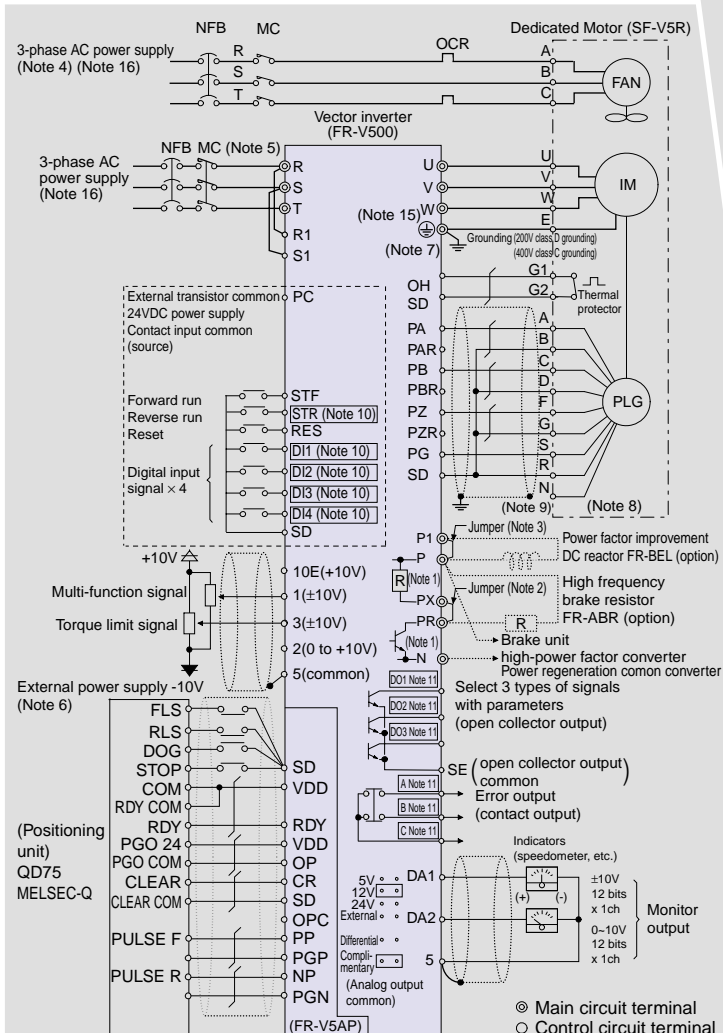 NFB MC
Dedicated Motor (SF-V5R)
3-phase AC power supply
(Note 4) (Note 16)
R
S
T
OCR
A
B
C
FAN
Vector inverter
(FR-V500)
NFB MC (Note 5)
3-phase AC
power supply
(Note 16)
R
S
T
R1
S1
U
V
W
(Note 15)
(Note 7)
U
V
W
E
IM
Grounding (200V class D grounding)
(400V class C grounding)
External transistor common
24VDC power supply
Contact input common
(source)
PC
OH
SD
G1
G2
Thermal
protector
PA
PAR
PB
PBR
PZ
PZR
PG
SD
A
B
C
D
F
G
S
R
N
PLG
(Note 9)
(Note 8)
Forward run
Reverse run
Reset
STF
STR (Note 10)
RES
Digital input
signal × 4
DI1 (Note 10)
DI2 (Note 10)
DI3 (Note 10)
DI4 (Note 10)
SD
+10V
Multi-function signal
Torque limit signal
10E(+10V)
1(±10V)
3(±10V)
2(0 to +10V)
5(common)
External power supply -10V
(Note 6)
P1
P
R
(Note 1)
PX
PR
(Note 1)
N
Jumper (Note 3)
Power factor improvement
DC reactor FR-BEL (option)
Jumper (Note 2)
High frequency
brake resistor
FR-ABR (option)
R
Brake unit
high-power factor converter
Power regeneration comon converter
DO1 Note 11
DO2 Note 11
DO3 Note 11
Select 3 types of signals
with parameters
(open collector output)
SE
(open collector output
common)
A Note 11
B Note 11
C Note 11
Error output
(contact output)
(Positioning
unit)
QD75
MELSEC-Q
FLS
RLS
DOG
STOP
COM
RDY COM
RDY
PGO 24
PGO COM
CLEAR
CLEAR COM
PULSE F
PULSE R
SD
VDD
RDY
VDD
OP
CR
SD
OPC
PP
PGP
NP
PGN
(FR-V5AP)
5V
12V
24V
External
Differential
Compli-
mentary
DA1
DA2
5
(Analog output
common)
Indicators
(speedometer, etc.)
(+) (-)
±10V
12 bits
x 1ch
0~10V
12 bits
x 1ch
Monitor
output
Main circuit terminal
Control circuit terminal